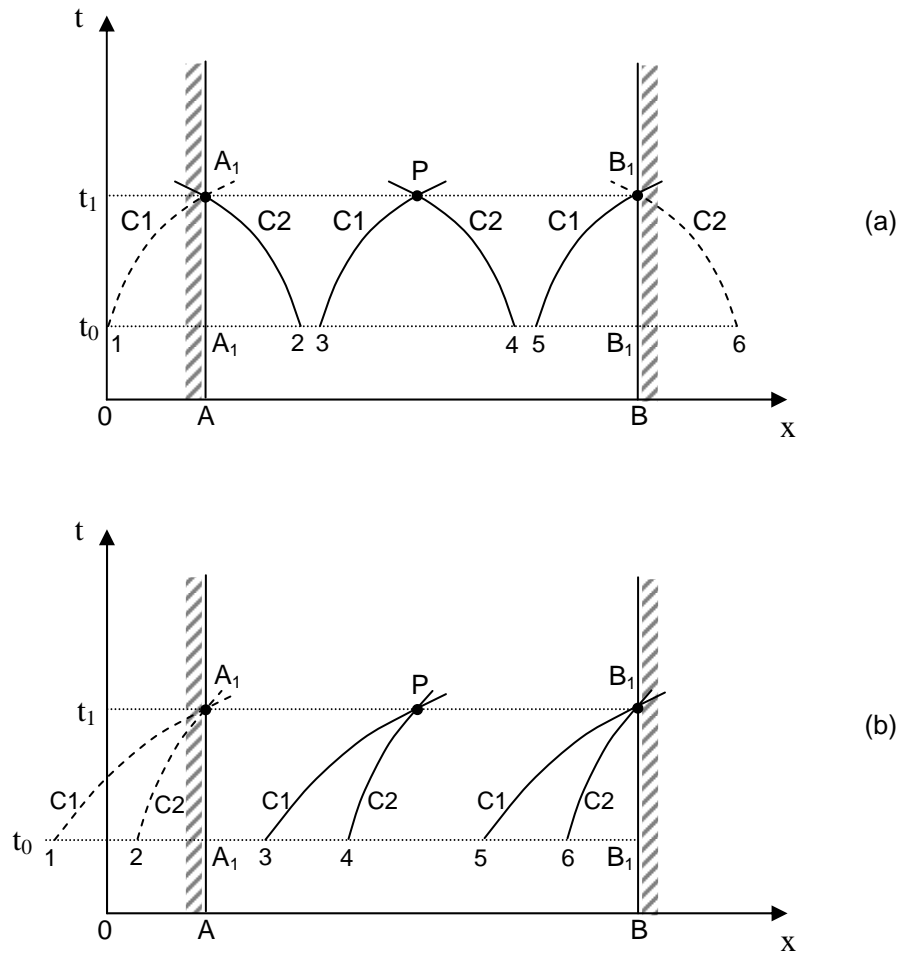 t
A₁ P B₁
t₁
C1 C2 C1 C2 C1 C2 (a)
t₀
1 A₁ 2 3 4 5 B₁ 6
0 A B x
t
A₁ P B₁
t₁
(b)
C1 C2 C1 C2 C1 C2
t₀
1 2 A₁ 3 4 5 6 B₁
0 A B x